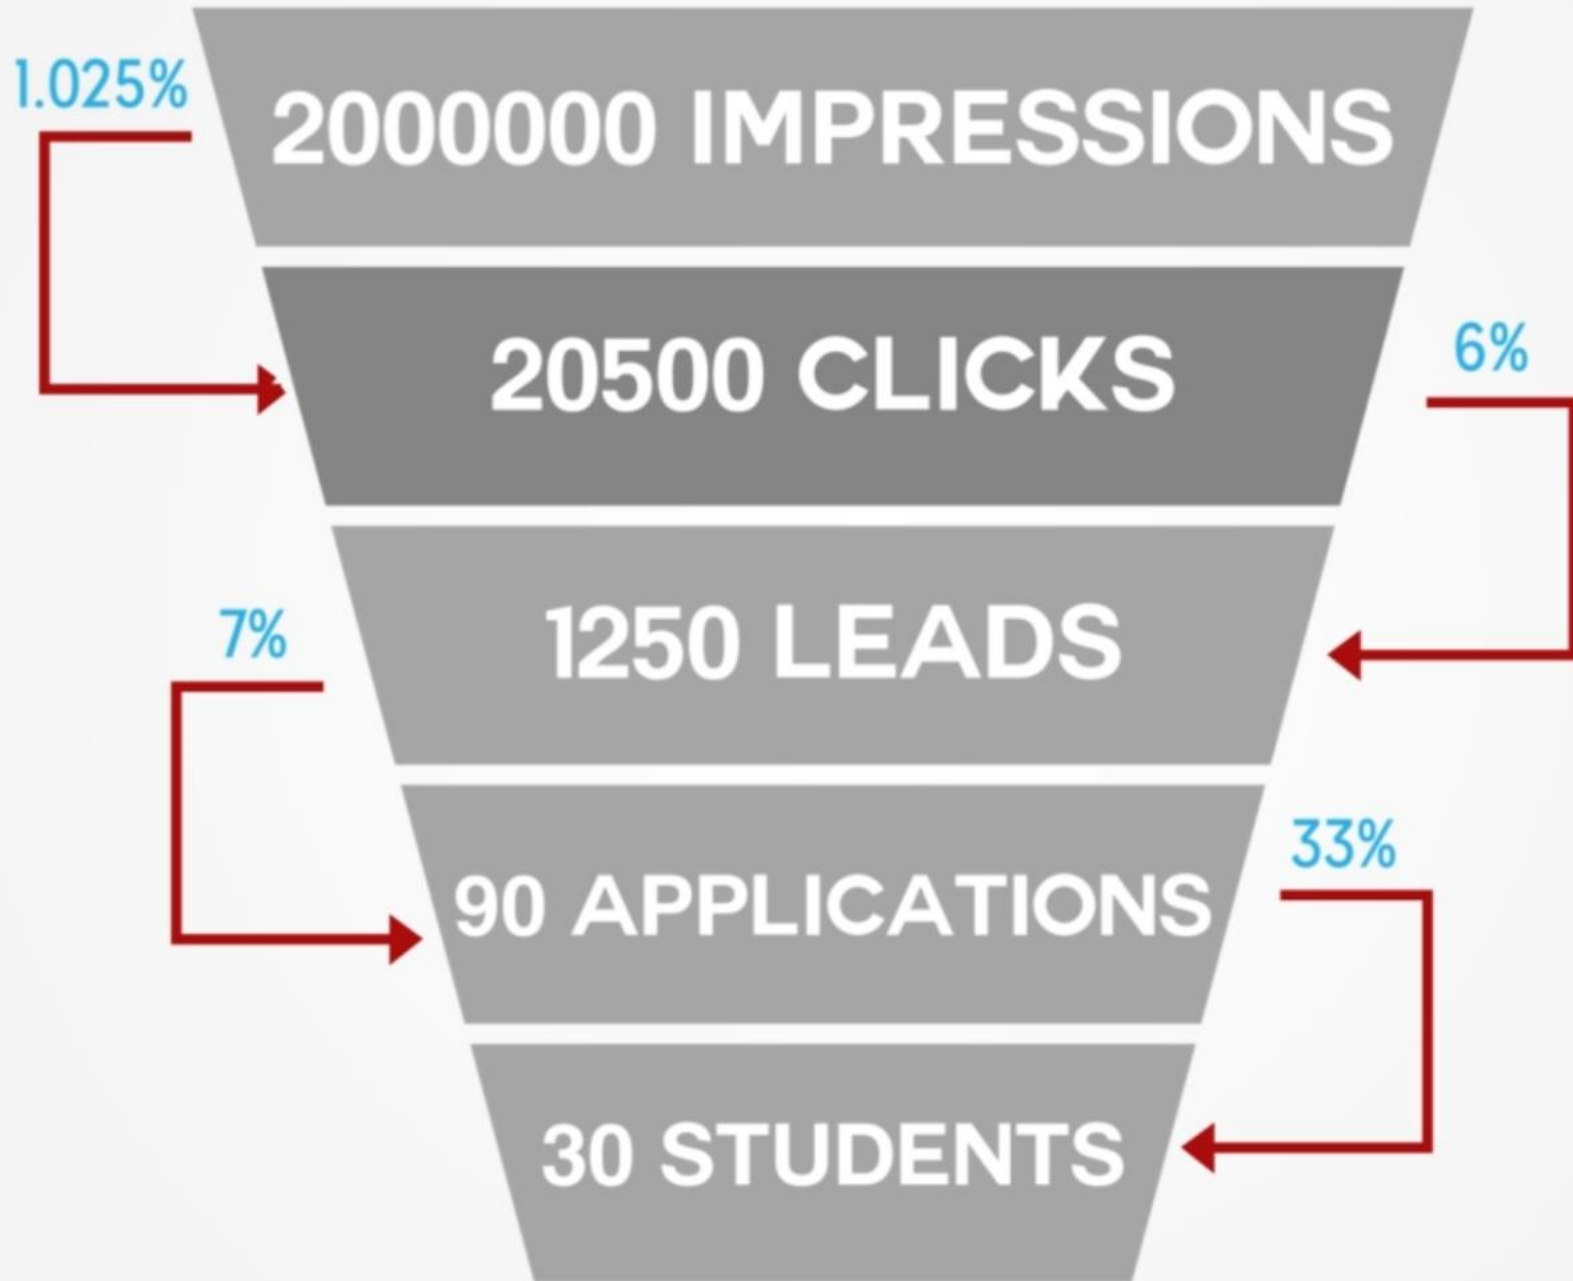 1.025%
2000000 IMPRESSIONS
20500 CLICKS
6%
1250 LEADS
7%
90 APPLICATIONS
33%
30 STUDENTS